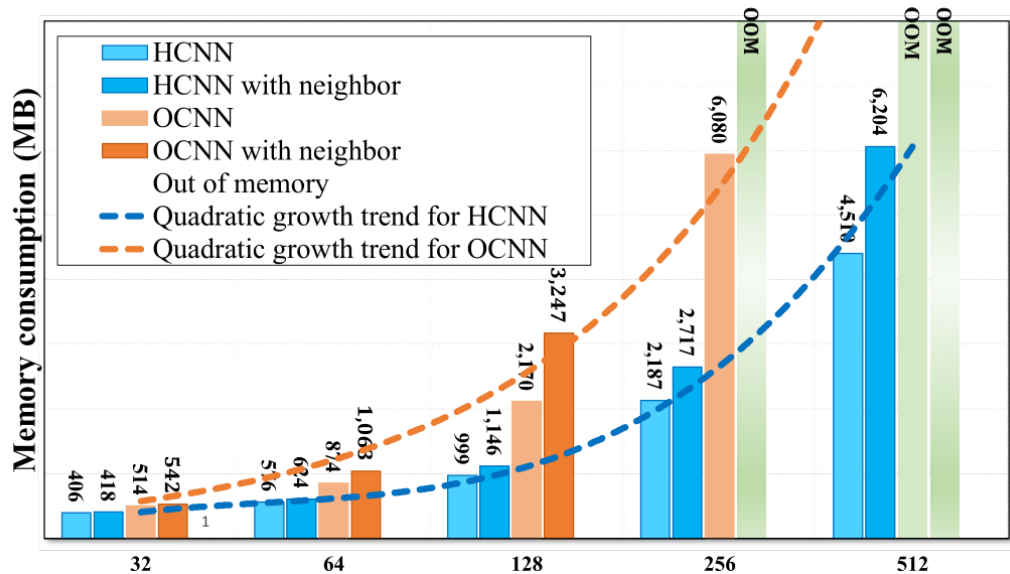 Memory consumption (MB)
HCNN
HCNN with neighbor
OCNN
OCNN with neighbor
Out of memory
Quadratic growth trend for HCNN
Quadratic growth trend for OCNN
406
418
514
542
1
576
624
874
1,063
999
1,146
2,170
3,247
2,187
2,717
6,080
OOM
4,510
6,204
OOM
OOM
32
64
128
256
512